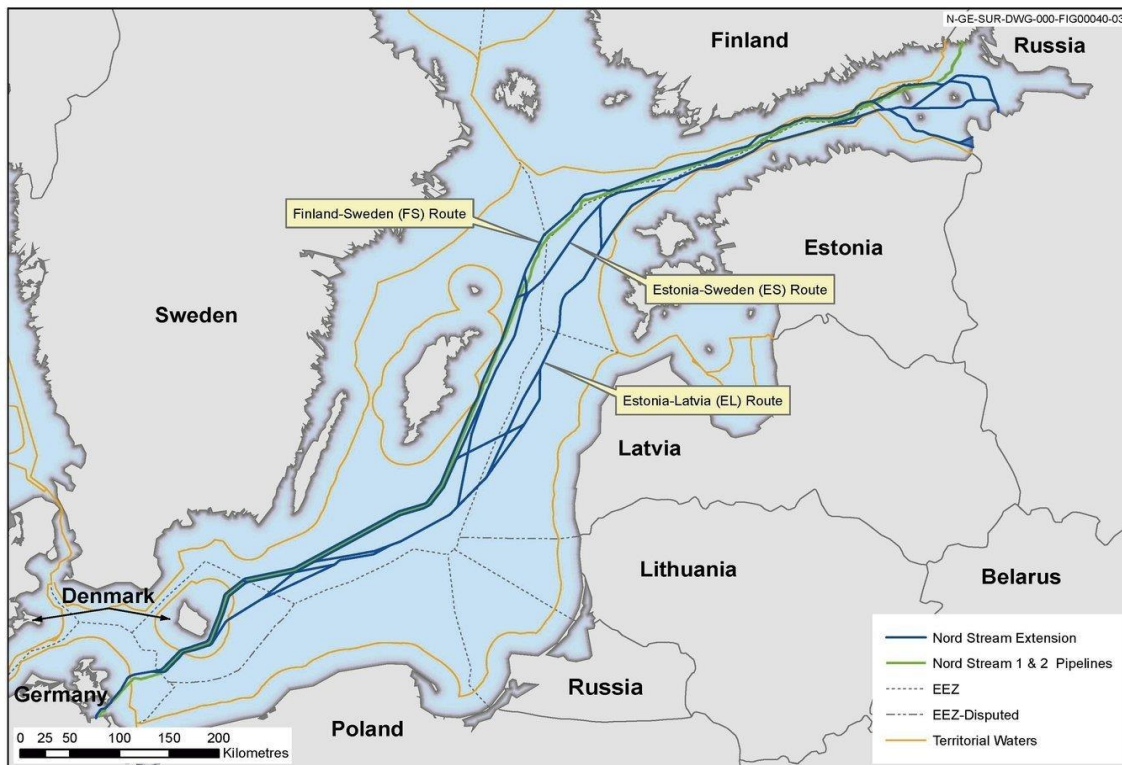 N-GE-SUR-DWG-000-FIG00040-03
Finland
Russia
Finland-Sweden (FS) Route
Estonia
Estonia-Sweden (ES) Route
Sweden
Estonia-Latvia (EL) Route
Latvia
Lithuania
Belarus
Denmark
Germany
Russia
Poland
Nord Stream Extension
Nord Stream 1 & 2 Pipelines
EEZ
EEZ-Disputed
Territorial Waters
0 25 50 100 150 200
Kilometres